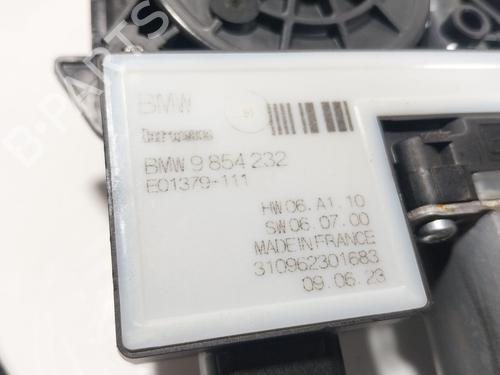 BMW
BMW 9 854 232
E01379-111
HW 06. A1. 10
SW 06. 07. 00
MADE IN FRANCE
310962301683
09. 06. 23
B-PARTS